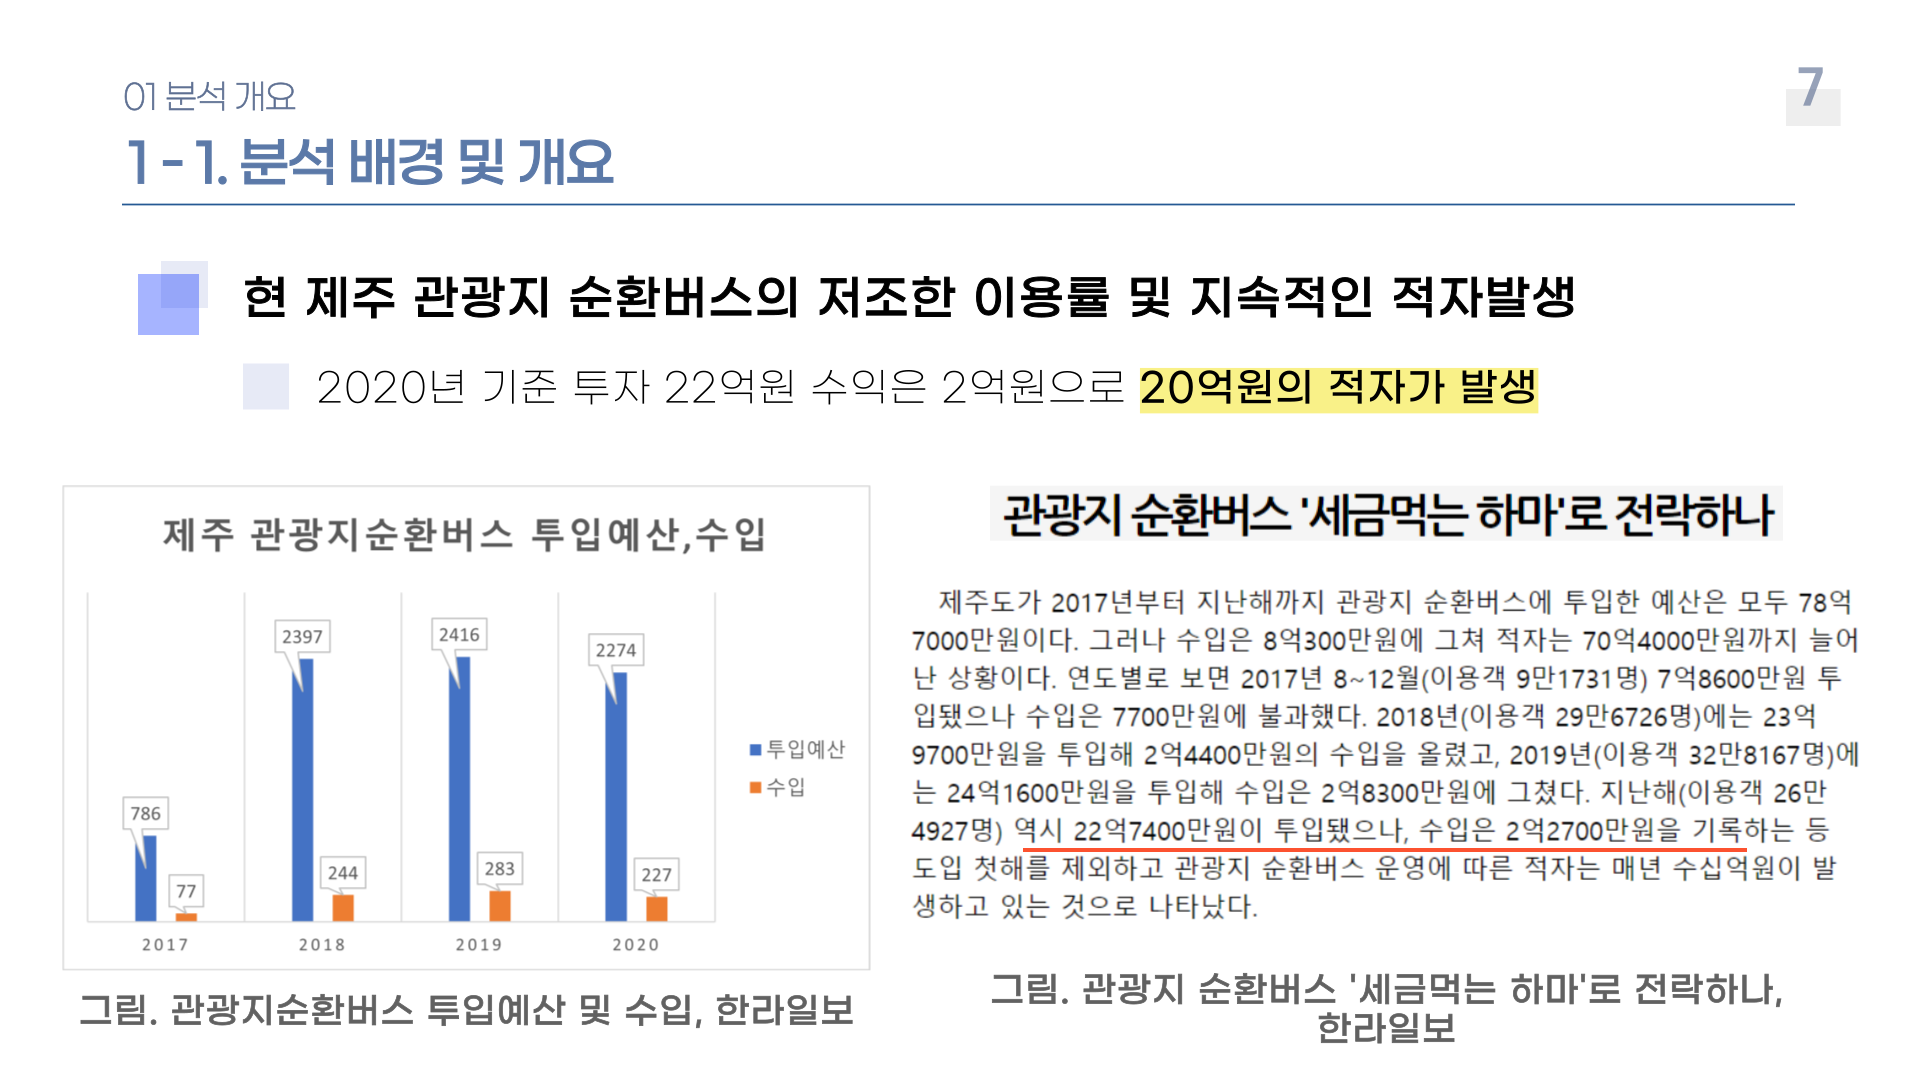 01 분석 개요
7
1 - 1. 분석 배경 및 개요
현 제주 관광지 순환버스의 저조한 이용률 및 지속적인 적자발생
2020년 기준 투자 22억원 수익은 2억원으로 20억원의 적자가 발생
제주 관광지순환버스 투입예산,수입
2397
2416
2274
786
77
244
283
227
투입예산
수입
2017
2018
2019
2020
그림. 관광지순환버스 투입예산 및 수입, 한라일보
관광지 순환버스 '세금먹는 하마'로 전락하나
제주도가 2017년부터 지난해까지 관광지 순환버스에 투입한 예산은 모두 78억
7000만원이다. 그러나 수입은 8억300만원에 그쳐 적자는 70억4000만원까지 늘어
난 상황이다. 연도별로 보면 2017년 8~12월(이용객 9만1731명) 7억8600만원 투
입됐으나 수입은 7700만원에 불과했다. 2018년(이용객 29만6726명)에는 23억
9700만원을 투입해 2억4400만원의 수입을 올렸고, 2019년(이용객 32만8167명)에
는 24억1600만원을 투입해 수입은 2억8300만원에 그쳤다. 지난해(이용객 26만
4927명) 역시 22억7400만원이 투입됐으나, 수입은 2억2700만원을 기록하는 등
도입 첫해를 제외하고 관광지 순환버스 운영에 따른 적자는 매년 수십억원이 발
생하고 있는 것으로 나타났다.
그림. 관광지 순환버스 '세금먹는 하마'로 전락하나,
한라일보